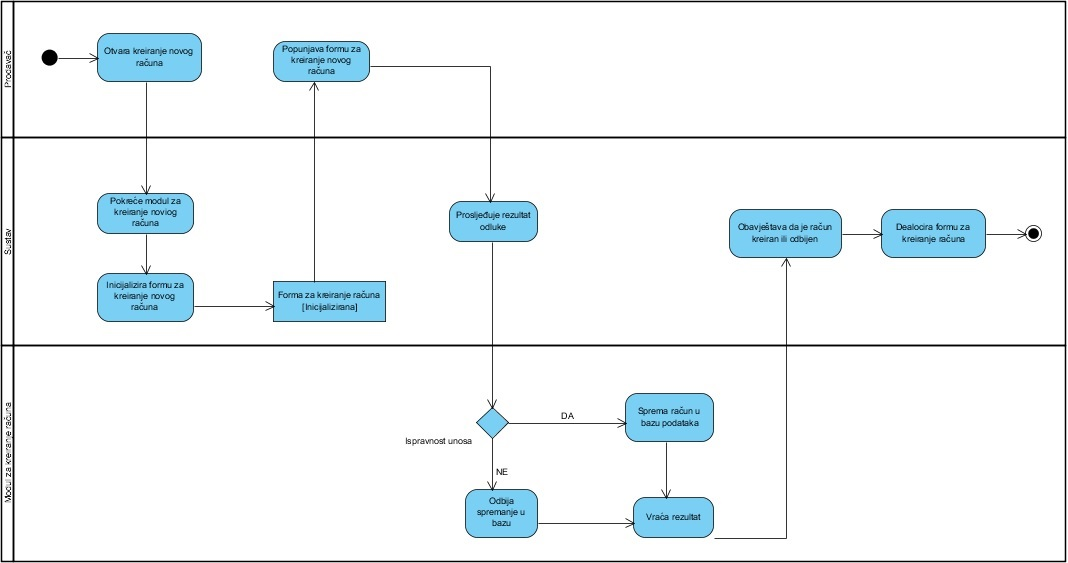 Prodavač
Otvara kreiranje novog
računa
Popunjava formu za
kreiranje novog
računa
Sustav
Pokreće modul za
kreiranje noviog
računa
Inicijalizira formu za
kreiranje novog
računa
Forma za kreiranje računa
[Inicijalizirana]
Prosljeđuje rezultat
odluke
Obavještava da je račun
kreiran ili odbijen
Dealocira formu za
kreiranje računa
Modul za kreiranje računa
Ispravnost unosa
DA
Sprema račun u
bazu podataka
NE
Odbija
spremanje u
bazu
Vraća rezultat